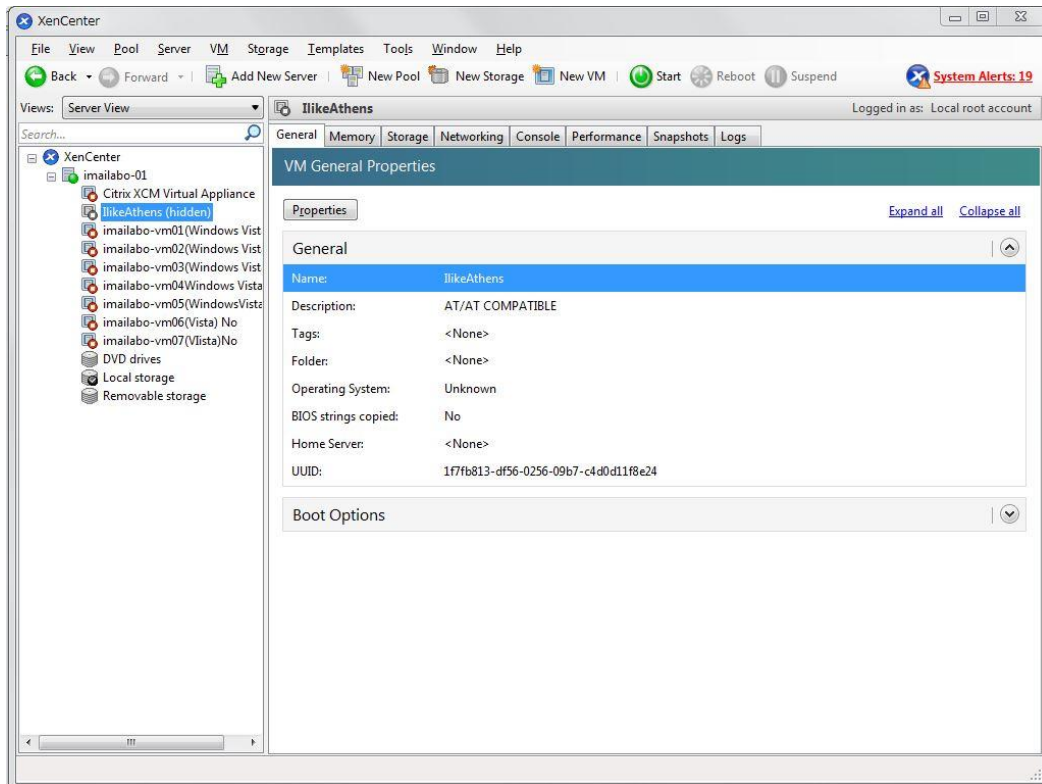 XenCenter
File View Pool Server VM Storage Templates Tools Window Help
Back Forward Add New Server New Pool New Storage New VM Start Reboot Suspend System Alerts: 19
Views: Server View
IlikeAthens Logged in as: Local root account
Search...
General Memory Storage Networking Console Performance Snapshots Logs
XenCenter
imailabo-01
Citrix XCM Virtual Appliance
IlikeAthens (hidden)
imailabo-vm01(Windows Vist
imailabo-vm02(Windows Vist
imailabo-vm03(Windows Vist
imailabo-vm04Windows Vista
imailabo-vm05(WindowsVista
imailabo-vm06(Vista) No
imailabo-vm07(VIista)No
DVD drives
Local storage
Removable storage
VM General Properties
Properties Expand all Collapse all
General
Name: IlikeAthens
Description: AT/AT COMPATIBLE
Tags: <None>
Folder: <None>
Operating System: Unknown
BIOS strings copied: No
Home Server: <None>
UUID: 1f7fb813-df56-0256-09b7-c4d0d11f8e24
Boot Options